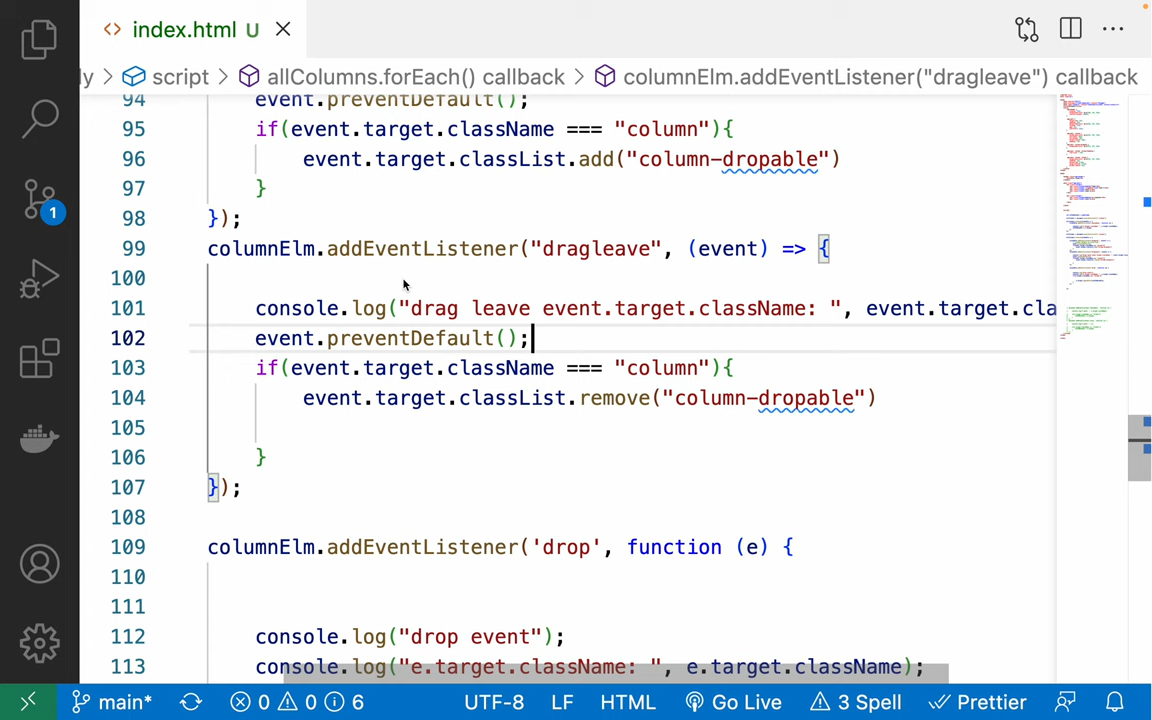 <> index.html U
ly > script > allColumns.forEach() callback > columnElm.addEventListener("dragleave") callback
94 event.preventDefault();
95 if(event.target.className === "column"){
96 event.target.classList.add("column-dropable")
97 }
98 });
99 columnElm.addEventListener("dragleave", (event) => {
100
101 console.log("drag leave event.target.className: ", event.target.cla
102 event.preventDefault();
103 if(event.target.className === "column"){
104 event.target.classList.remove("column-dropable")
105
106 }
107 });
108
109 columnElm.addEventListener('drop', function (e) {
110
111
112 console.log("drop event");
113 console.log("e.target.className: ", e.target.className);
1
main* 0 0 6 UTF-8 LF HTML Go Live 3 Spell Prettier